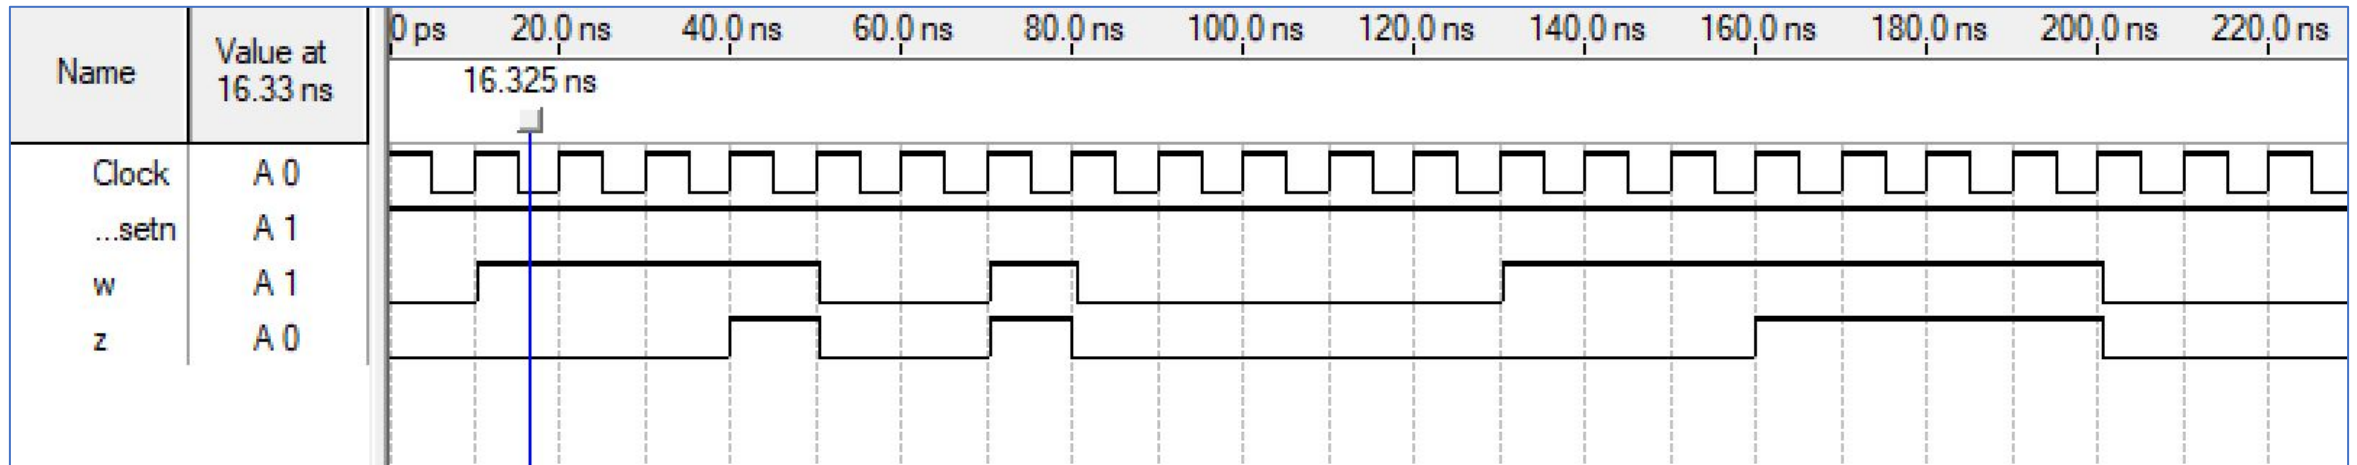 Name
Value at
16.33 ns
0 ps 20.0 ns 40.0 ns 60.0 ns 80.0 ns 100.0 ns 120.0 ns 140.0 ns 160.0 ns 180.0 ns 200.0 ns 220.0 ns
16.325 ns
Clock A 0
...setn A 1
w A 1
z A 0